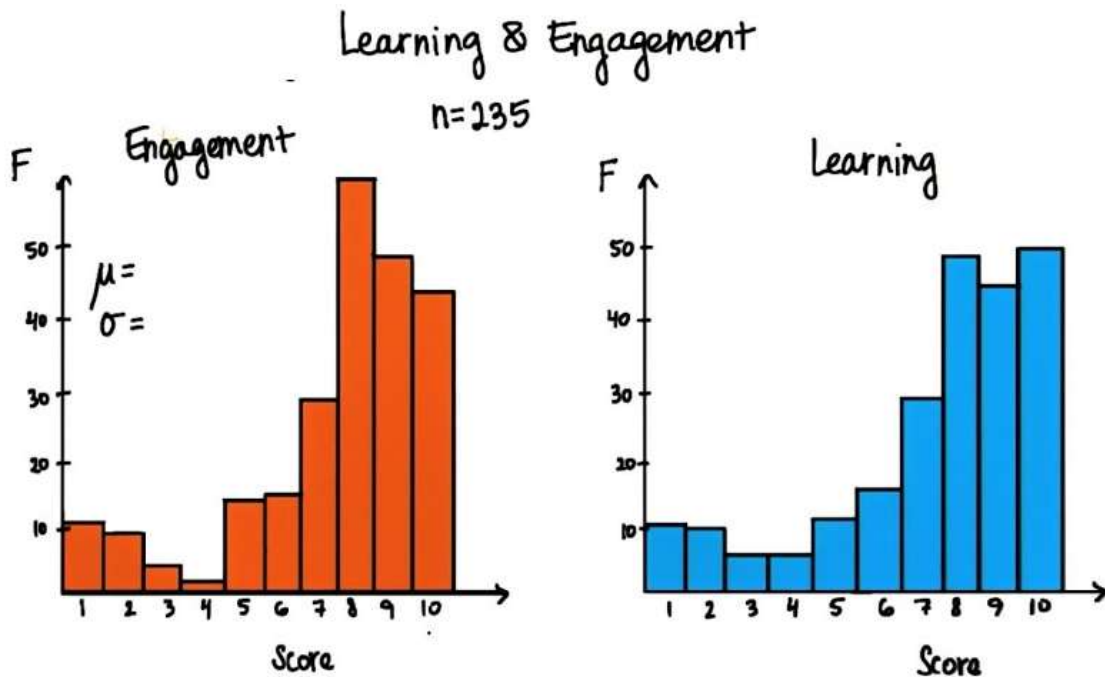 Learning & Engagement
n=235
Engagement
F
50
μ=
σ=
40
30
20
10
1 2 3 4 5 6 7 8 9 10
Score
Learning
F
50
40
30
20
10
1 2 3 4 5 6 7 8 9 10
Score